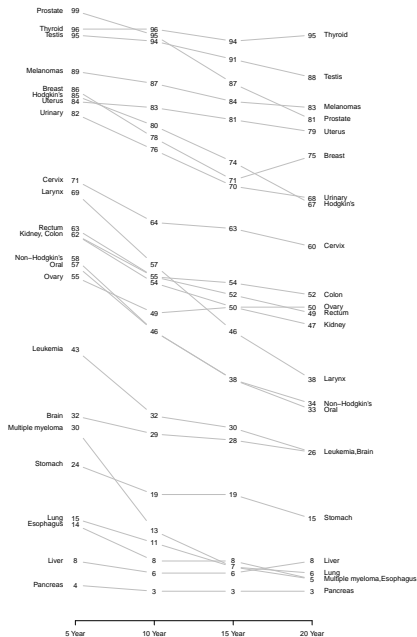 Prostate 99
Thyroid 96 96 94 95 Thyroid
Testis 95 95
94 91 88 Testis
Melanomas 89 87 87 84 83 Melanomas
Breast 86 81 Prostate
Hodgkin's 85 80
Uterus 84 83 81 79 Uterus
Urinary 82 78 76 74 71 70 75 Breast
68 Urinary
67 Hodgkin's
Cervix 71 64 63 60 Cervix
Larynx 69 57
Rectum 63 55
Kidney, Colon 62 55 54 54 52 52 Colon
Non−Hodgkin's 58
Oral 57
Ovary 55 49 50 50 Ovary
49 Rectum
47 Kidney
46 46 38 Larynx
38 34 Non−Hodgkin's
33 Oral
Leukemia 43 32 30 26 Leukemia,Brain
Brain 32 29 28
Multiple myeloma 30 13
Stomach 24 19 19 15 Stomach
Lung 15 11 7 6 Lung
Esophagus 14 8 8 5 Multiple myeloma,Esophagus
Liver 8 6 6 8 Liver
Pancreas 4 3 3 3 Pancreas
5 Year 10 Year 15 Year 20 Year